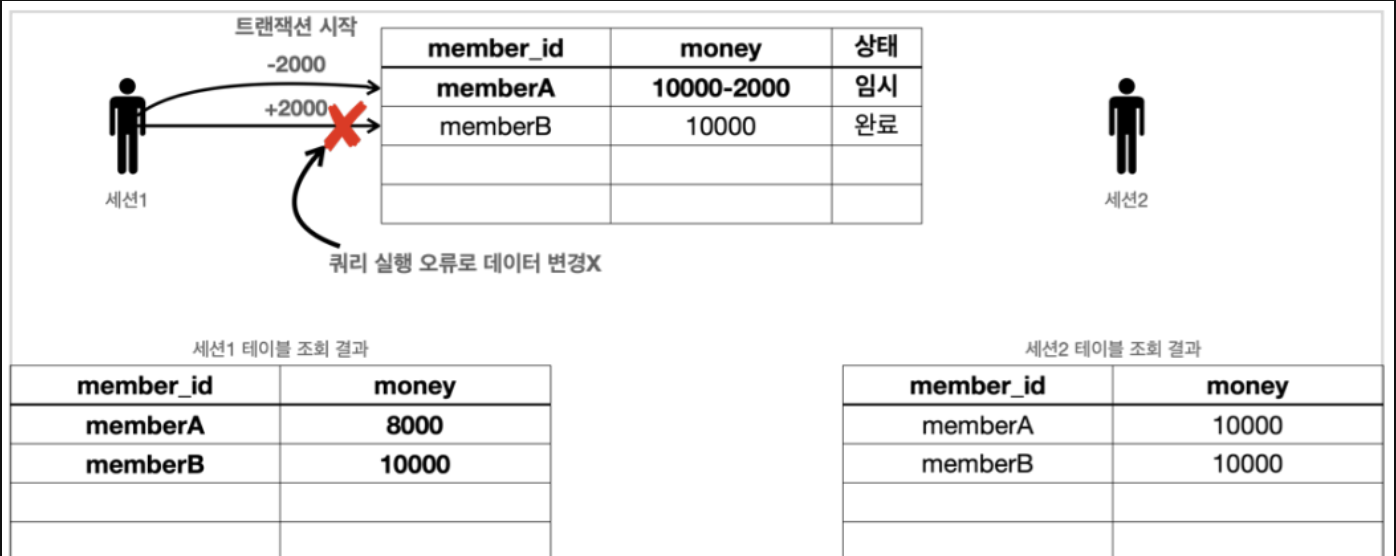 트랜잭션 시작
-2000
+2000
세션1
member_id money 상태
memberA 10000-2000 임시
memberB 10000 완료
세션2
쿼리 실행 오류로 데이터 변경X
세션1 테이블 조회 결과
member_id money
memberA 8000
memberB 10000
세션2 테이블 조회 결과
member_id money
memberA 10000
memberB 10000